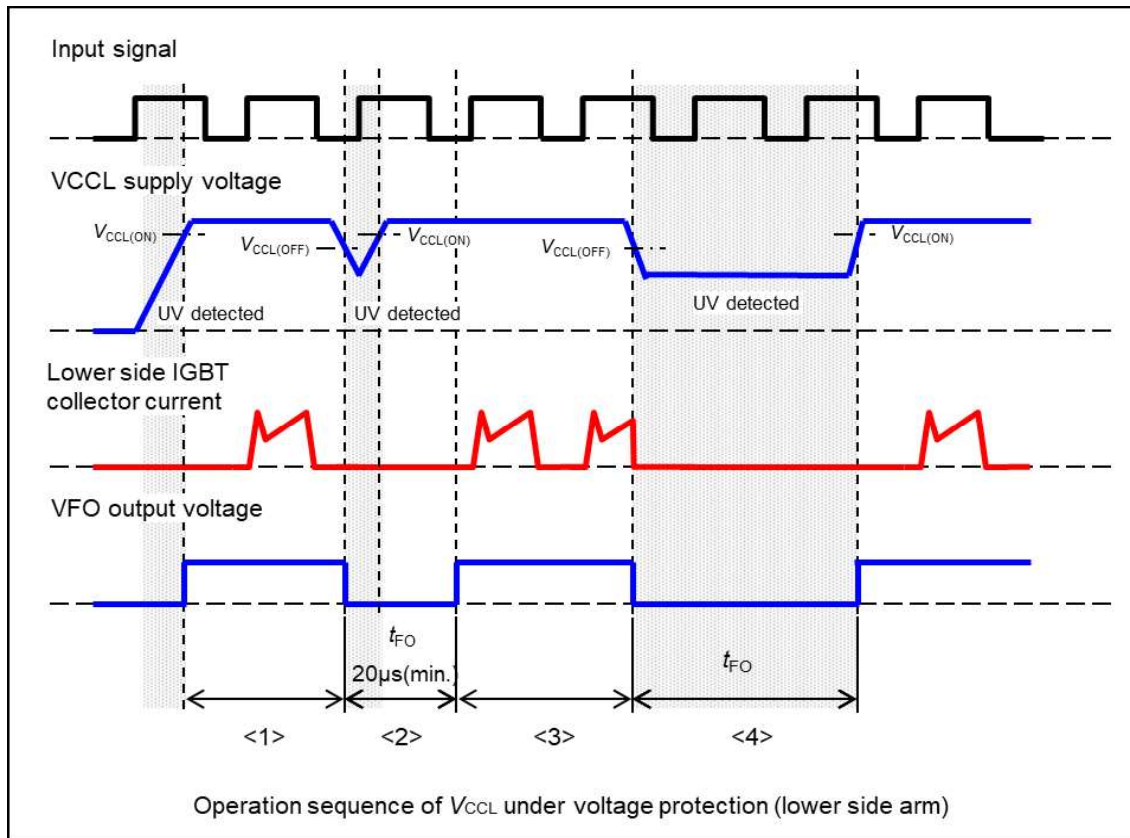 Input signal
VCCL supply voltage
VCCL(ON)
VCCL(OFF)
VCCL(ON)
VCCL(OFF)
VCCL(ON)
UV detected
UV detected
UV detected
Lower side IGBT
collector current
VFO output voltage
tFO
20µs(min.)
tFO
<1>
<2>
<3>
<4>
Operation sequence of VCCL under voltage protection (lower side arm)